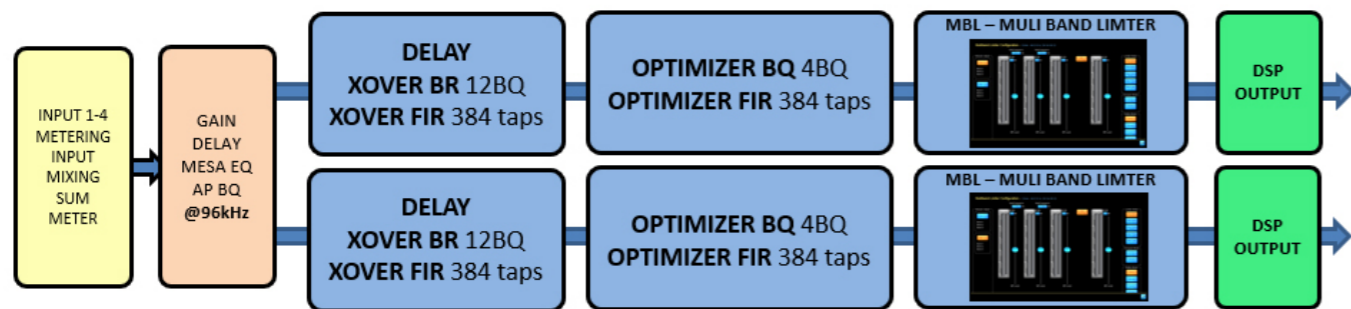 INPUT 1-4
METERING
INPUT
MIXING
SUM
METER
GAIN
DELAY
MESA EQ
AP BQ
@96kHz
DELAY
XOVER BR 12BQ
XOVER FIR 384 taps
OPTIMIZER BQ 4BQ
OPTIMIZER FIR 384 taps
MBL – MULI BAND LIMTER
DSP
OUTPUT
DELAY
XOVER BR 12BQ
XOVER FIR 384 taps
OPTIMIZER BQ 4BQ
OPTIMIZER FIR 384 taps
MBL – MULI BAND LIMTER
DSP
OUTPUT